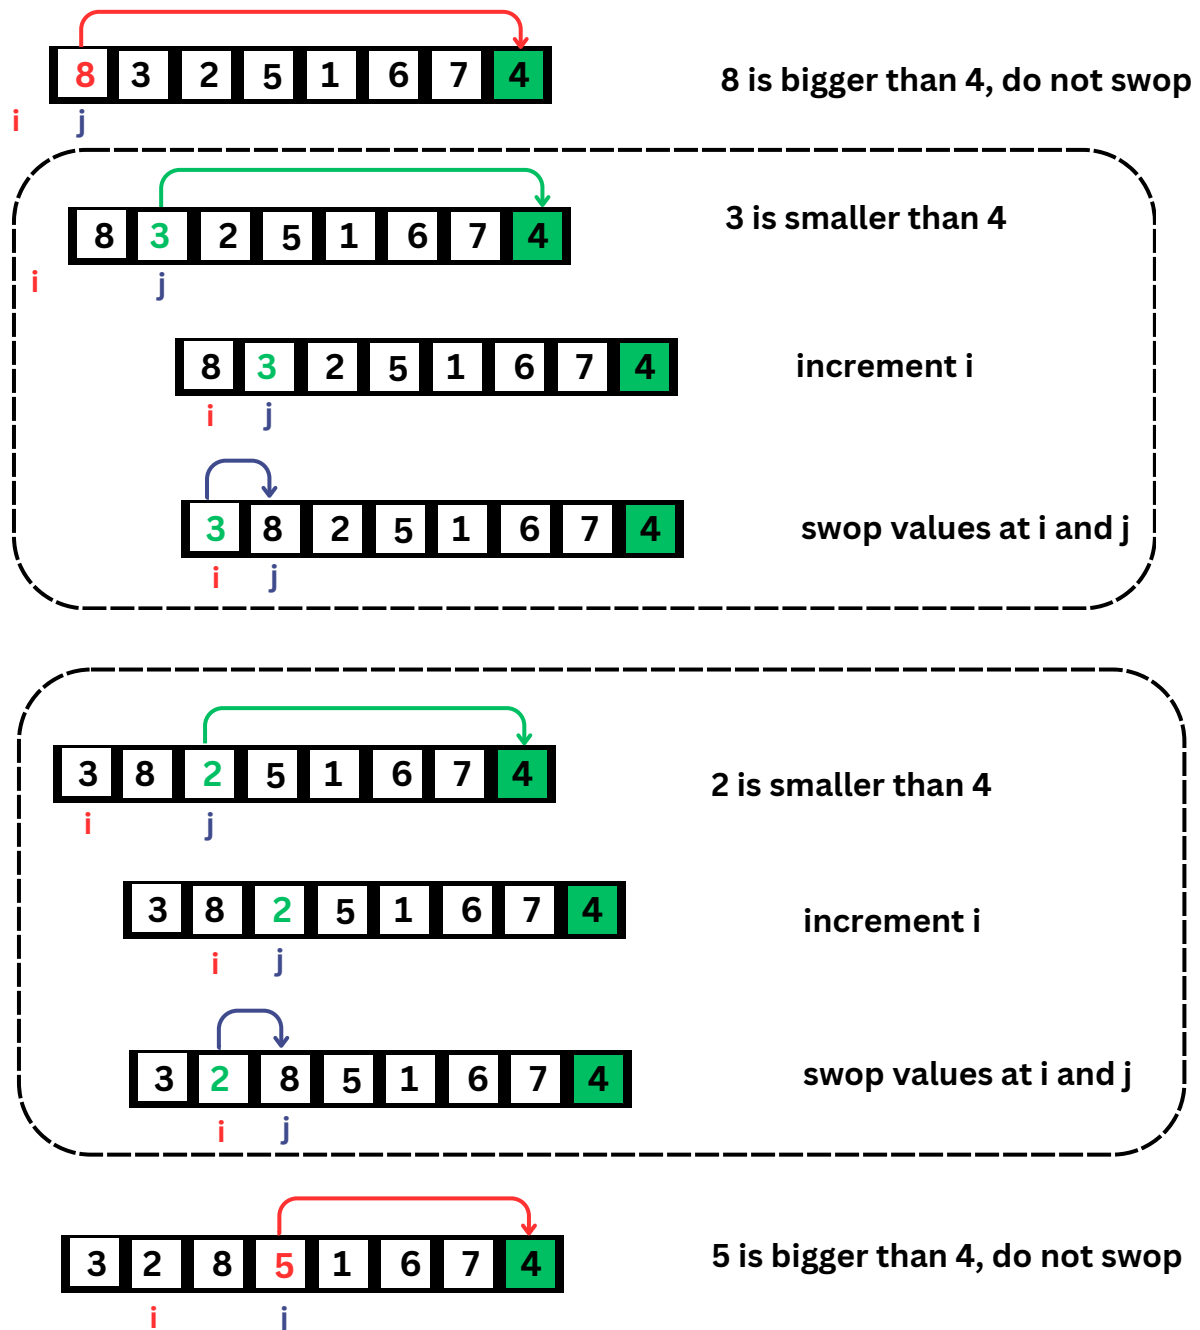 8 3 2 5 1 6 7 4
8 is bigger than 4, do not swop
i j
8 3 2 5 1 6 7 4
3 is smaller than 4
i j
8 3 2 5 1 6 7 4
increment i
i j
3 8 2 5 1 6 7 4
swop values at i and j
i j
3 8 2 5 1 6 7 4
2 is smaller than 4
i j
3 8 2 5 1 6 7 4
increment i
i j
3 2 8 5 1 6 7 4
swop values at i and j
i j
3 2 8 5 1 6 7 4
5 is bigger than 4, do not swop
i j